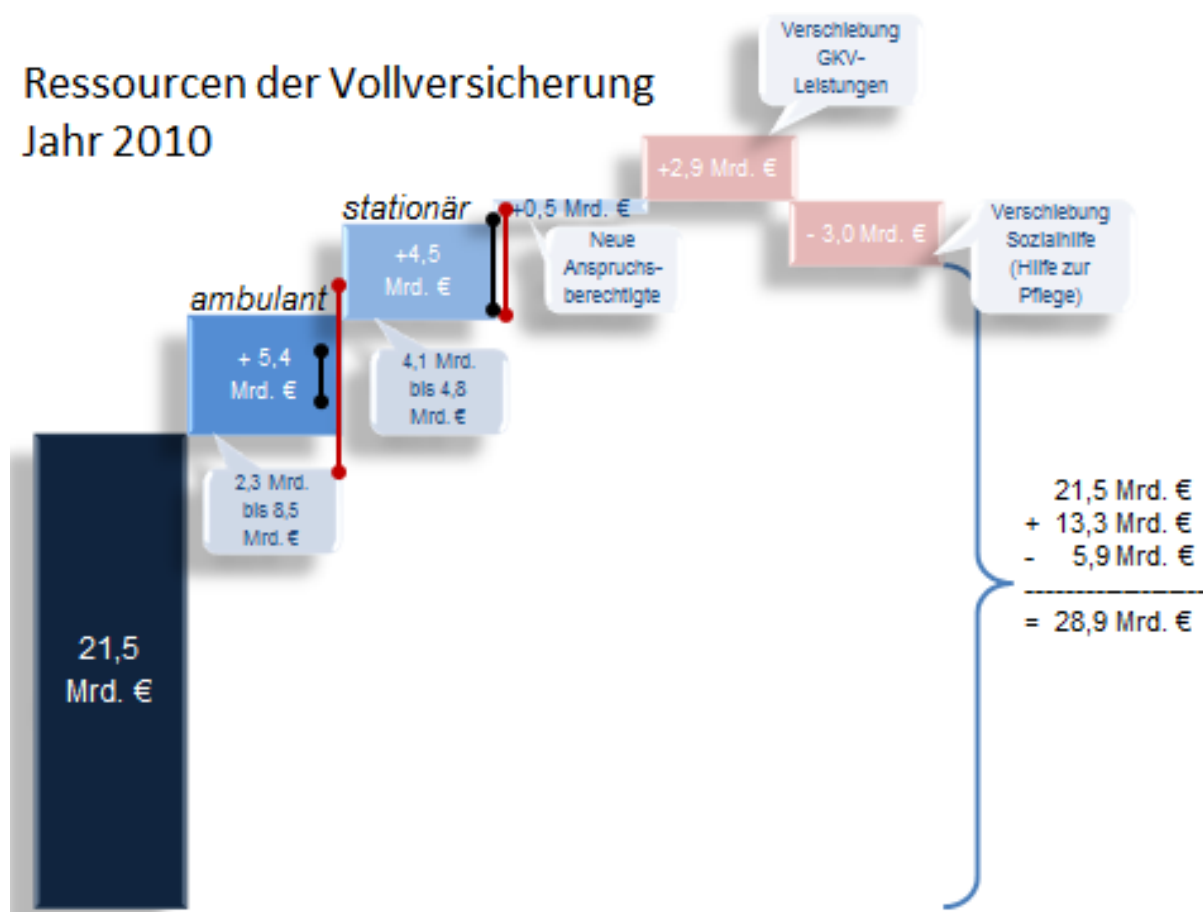 Ressourcen der Vollversicherung
Jahr 2010
Verschiebung
GKV-
Leistungen
+2,9 Mrd. €
stationär
+0,5 Mrd. €
Neue
Anspruchs-
berechtigte
- 3,0 Mrd. €
Verschiebung
Sozialhilfe
(Hilfe zur
Pflege)
+4,5
Mrd. €
ambulant
+ 5,4
Mrd. €
4,1 Mrd.
bis 4,8
Mrd. €
2,3 Mrd.
bis 8,5
Mrd. €
21,5
Mrd. €
21,5 Mrd. €
+ 13,3 Mrd. €
- 5,9 Mrd. €
--------------------
= 28,9 Mrd. €